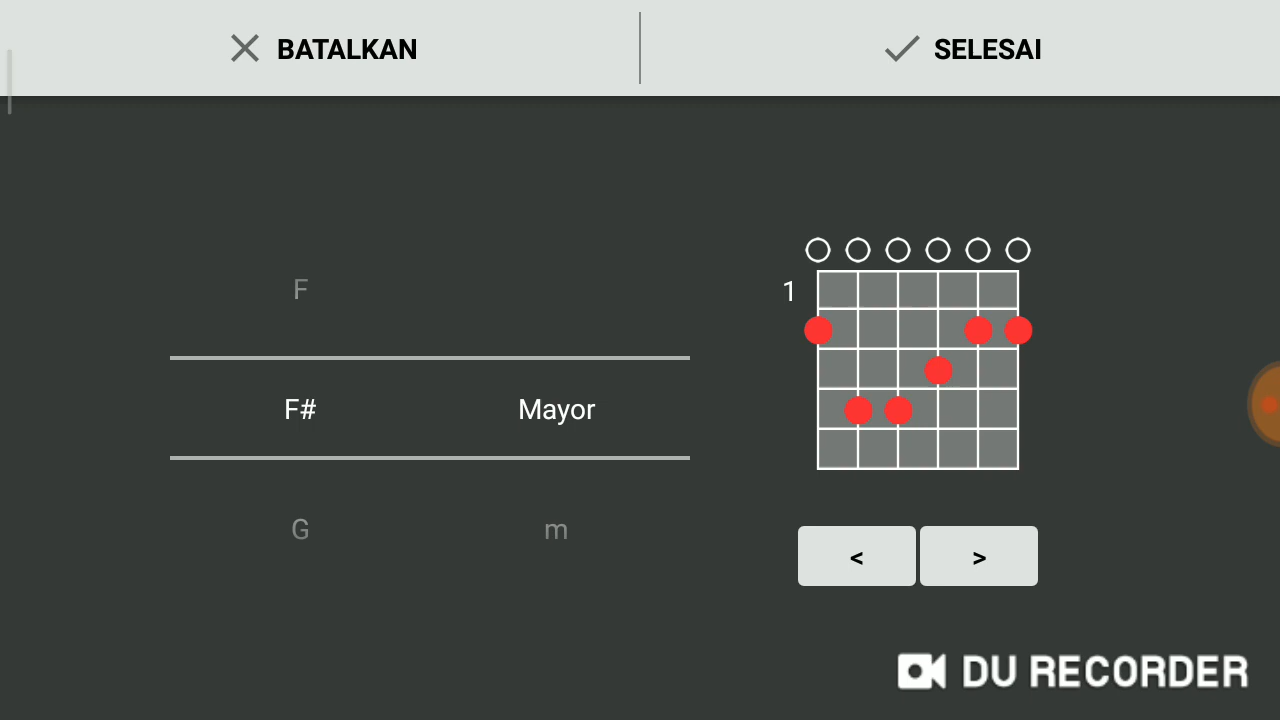 BATALKAN
SELESAI
F
1
F# Mayor
G m
< >
DU RECORDER